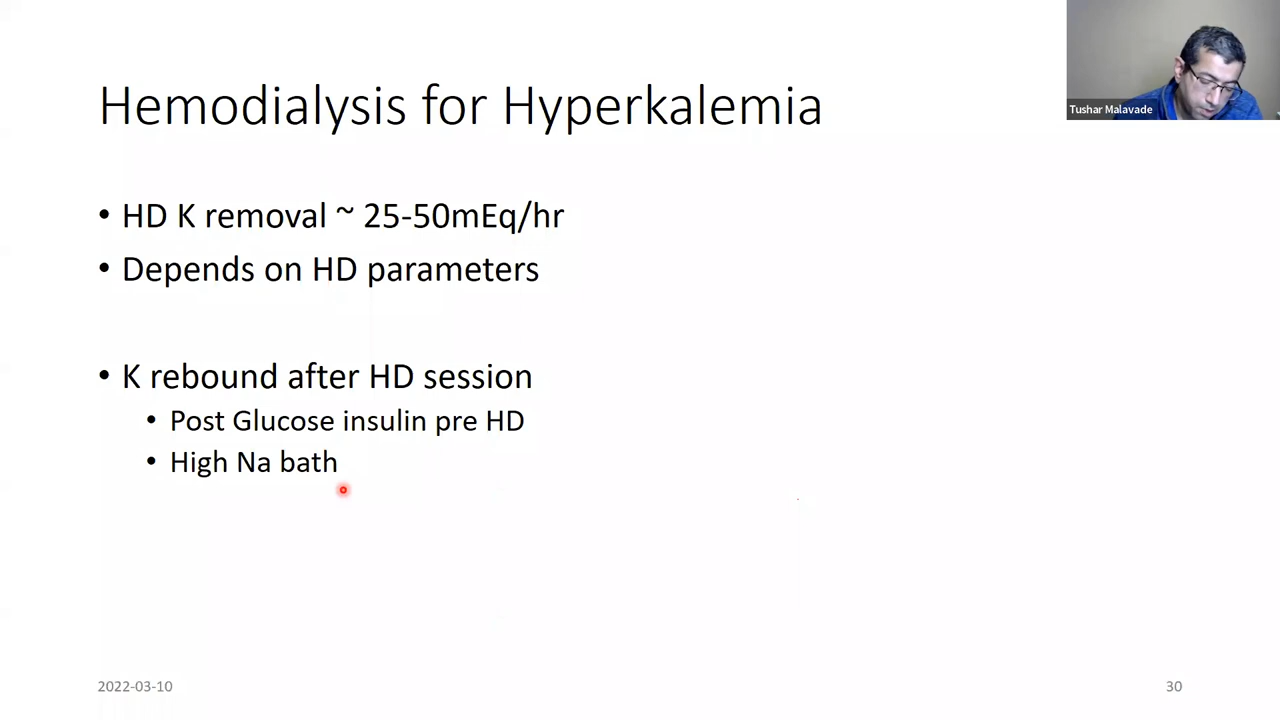 Tushar Malavade
Hemodialysis for Hyperkalemia
• HD K removal ~ 25-50mEq/hr
• Depends on HD parameters
• K rebound after HD session
• Post Glucose insulin pre HD
• High Na bath
2022-03-10
30